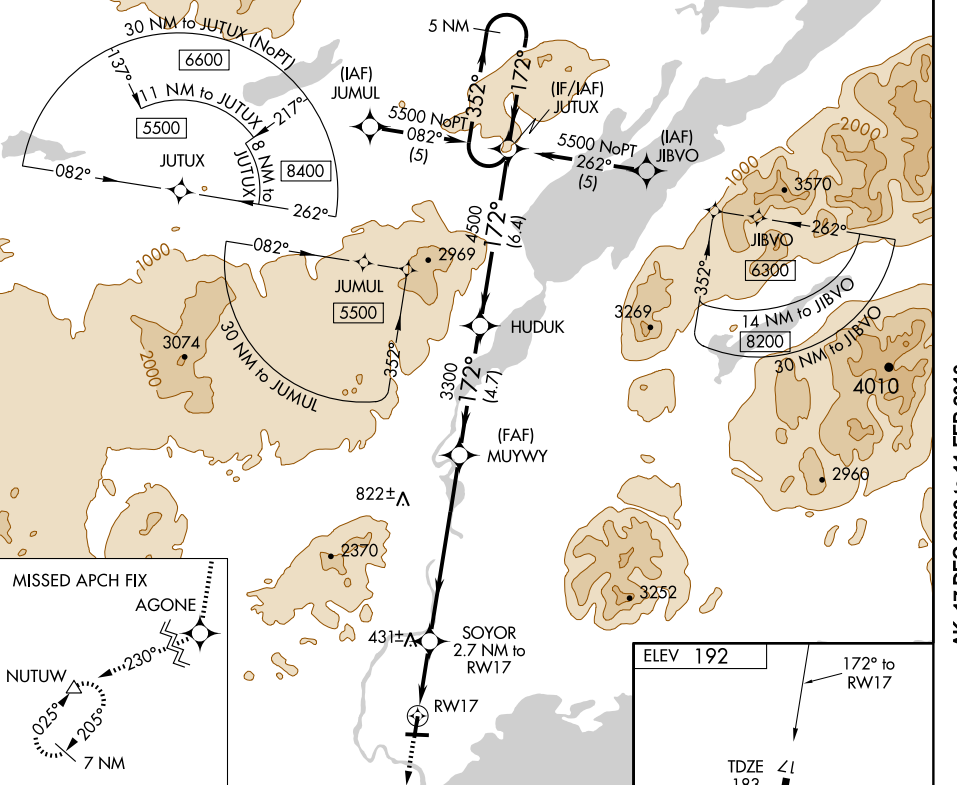 30 NM to JUTUX (NoPT)
6600
137°
11 NM to JUTUX
217°
5500
8 NM to
JUTUX
8400
JUTUX
082°
262°
5 NM
352°
172°
(IAF)
JUMUL
5500 NoPT
082°
(5)
(IF/IAF)
JUTUX
5500 NoPT
262°
(5)
(IAF)
JIBVO
2000
1000
3570
JIBVO
262°
6300
352°
14 NM to JIBVO
8200
30 NM to JIBVO
3269
4010
2960
4500
172°
(6.4)
1000
082°
2969
JUMUL
5500
352°
30 NM to JUMUL
3074
2000
HUDUK
3300
172°
(4.7)
(FAF)
MUYWY
822±
2370
3252
431±
SOYOR
2.7 NM to
RW17
RW17
MISSED APCH FIX
AGONE
230°
NUTUW
025°
205°
7 NM
ELEV 192
172° to
RW17
TDZE
183
17